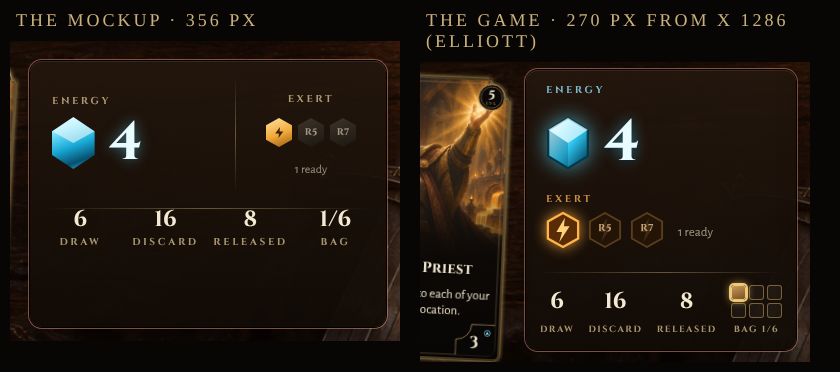 THE MOCKUP · 356 PX
ENERGY
4
EXERT
R5 R7
1 ready
6 16 8 1/6
DRAW DISCARD RELEASED BAG
THE GAME · 270 PX FROM X 1286
(ELLIOTT)
5
PRIEST
to each of your
ocation.
3
ENERGY
4
EXERT
R5 R7 1 ready
6 16 8
DRAW DISCARD RELEASED BAG 1/6